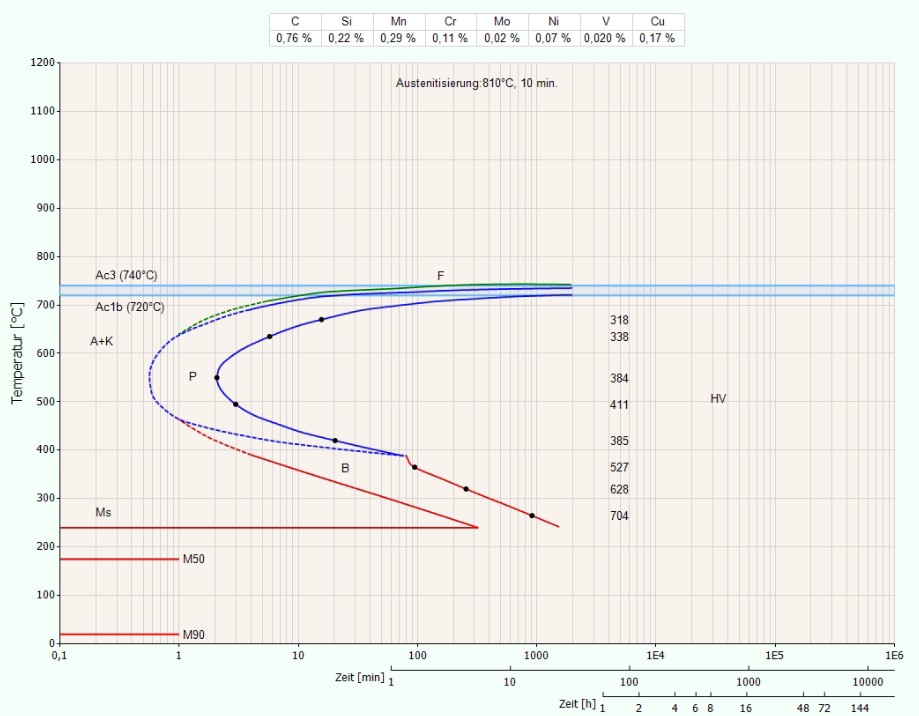 C Si Mn Cr Mo Ni V Cu
0,76 % 0,22 % 0,29 % 0,11 % 0,02 % 0,07 % 0,020 % 0,17 %
1200
Austenitisierung:810°C, 10 min.
1100
1000
900
800
Ac3 (740°C)
F
700
Ac1b (720°C)
318
338
A+K
600
P
384
HV
Temperatur [°C]
500
411
385
400
B
527
628
300
Ms
704
200
M50
100
M90
0
0,1 1 10 100 1000 1E4 1E5 1E6
Zeit [min] 1 10 100 1000 10000
Zeit [h] 1 2 4 6 8 16 48 72 144